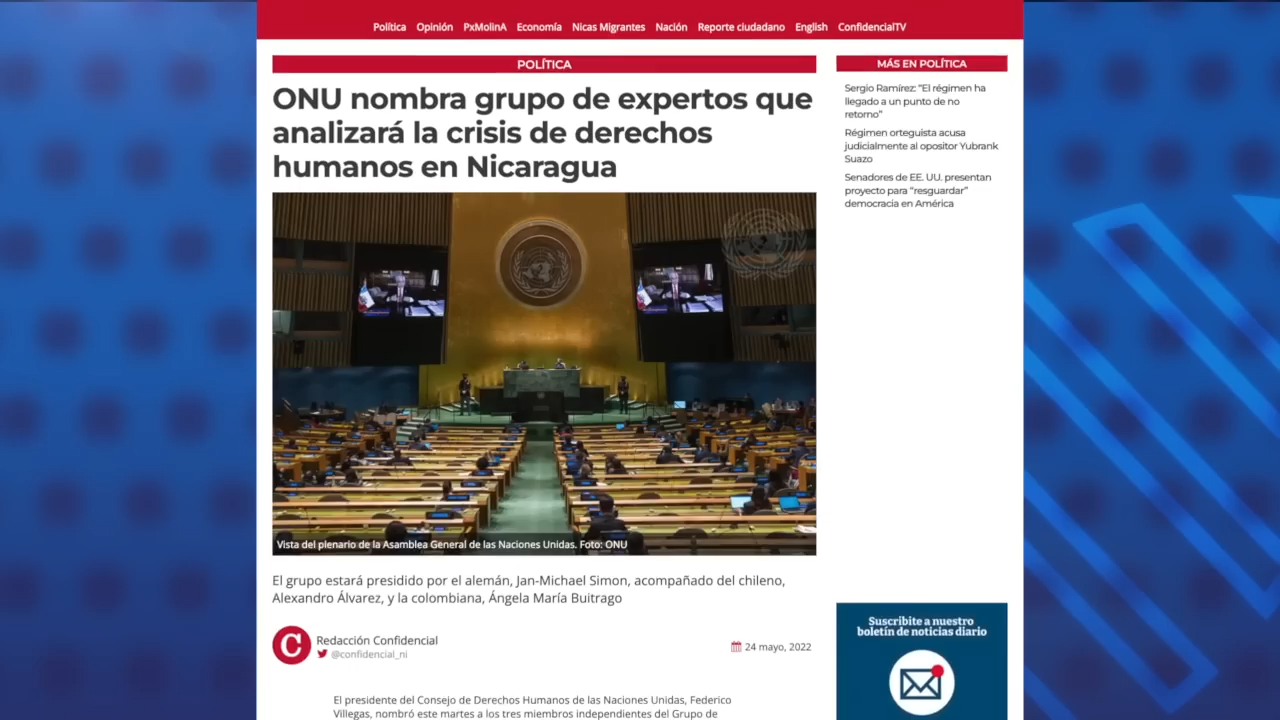 Política Opinión PxMolinA Economía Nicas Migrantes Nación Reporte ciudadano English ConfidencialTV
POLÍTICA
ONU nombra grupo de expertos que
analizará la crisis de derechos
humanos en Nicaragua
Vista del plenario de la Asamblea General de las Naciones Unidas. Foto: ONU
El grupo estará presidido por el alemán, Jan-Michael Simon, acompañado del chileno,
Alexandro Álvarez, y la colombiana, Ángela María Buitrago
C
Redacción Confidencial
@confidencial_ni
24 mayo, 2022
El presidente del Consejo de Derechos Humanos de las Naciones Unidas, Federico
Villegas, nombró este martes a los tres miembros independientes del Grupo de
MÁS EN POLÍTICA
Sergio Ramírez: "El régimen ha
llegado a un punto de no
retorno"
Régimen orteguista acusa
judicialmente al opositor Yubrank
Suazo
Senadores de EE. UU. presentan
proyecto para "resguardar"
democracia en América
Suscribite a nuestro
boletín de noticias diario